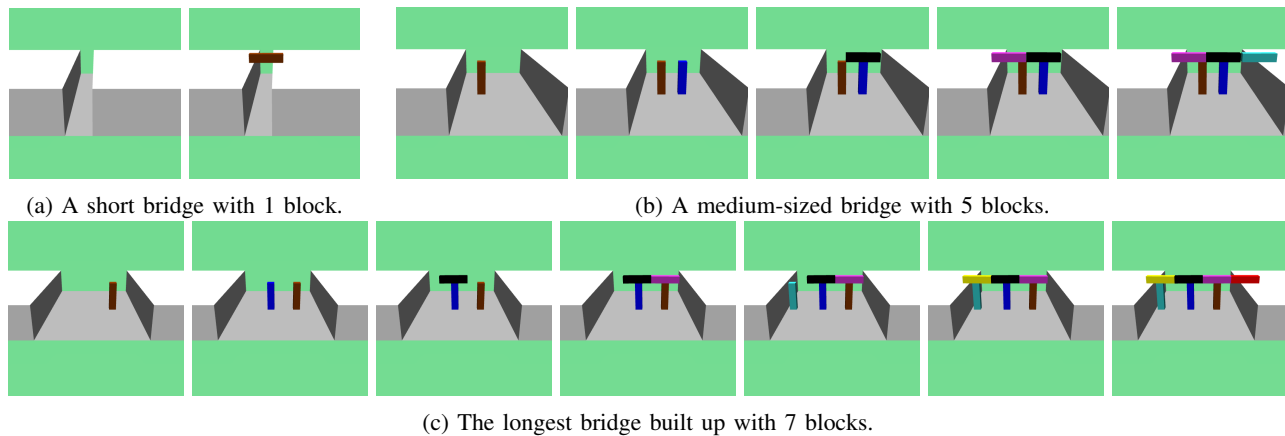 (a) A short bridge with 1 block.
(b) A medium-sized bridge with 5 blocks.
(c) The longest bridge built up with 7 blocks.